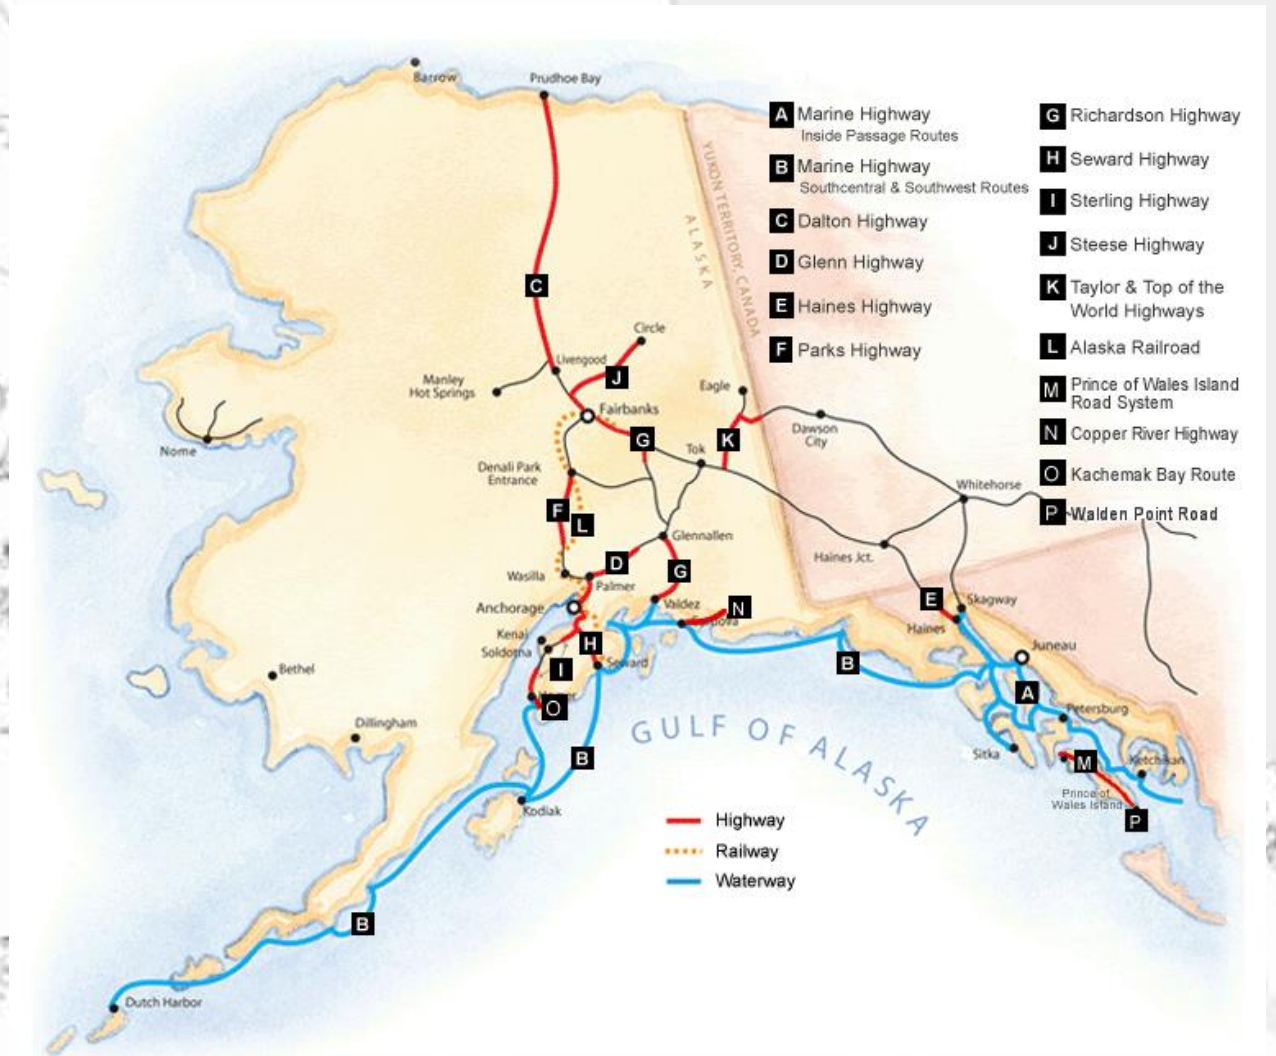 Barrow
Prudhoe Bay
A Marine Highway
Inside Passage Routes
B Marine Highway
Southcentral & Southwest Routes
C Dalton Highway
D Glenn Highway
E Haines Highway
F Parks Highway
G Richardson Highway
H Seward Highway
I Sterling Highway
J Steese Highway
K Taylor & Top of the
World Highways
L Alaska Railroad
M Prince of Wales Island
Road System
N Copper River Highway
O Kachemak Bay Route
P Walden Point Road
YUKON TERRITORY, CANADA
ALASKA
C
Circle
Livengood
J
Manley
Hot Springs
Eagle
Fairbanks
Dawson
City
Nome
G
K
Tok
Denali Park
Entrance
Whitehorse
F
L
Glennallen
Haines Jct.
D
G
Wasilla
Palmer
Anchorage
Valdez
N
E
Skagway
Haines
Kenai
Soldotna
H
I
Seward
Juneau
B
Bethel
O
A
Petersburg
Dillingham
GULF OF ALASKA
Sitka
B
M
Ketchikan
Prince of
Wales Island
P
Kodiak
Highway
Railway
Waterway
B
Dutch Harbor